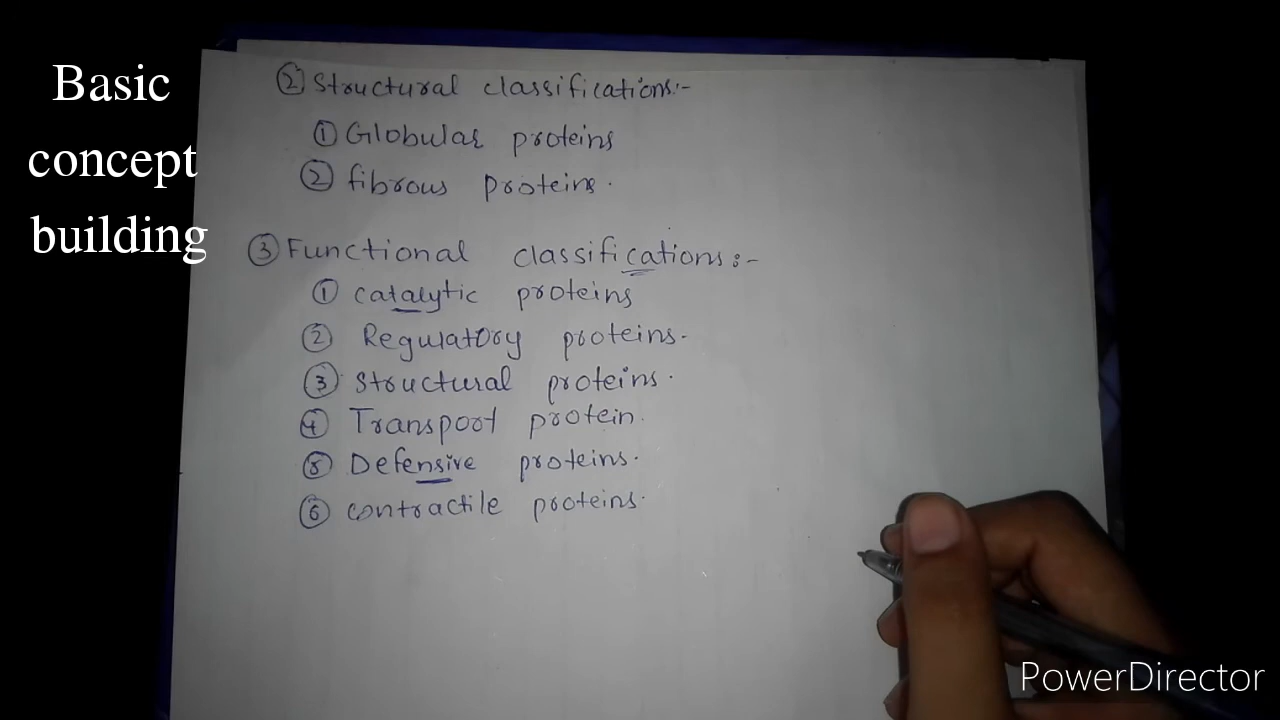 Basic
concept
building
② Structural classifications:-
① Globular proteins
② fibrous proteins.
③ Functional classifications:-
① catalytic proteins
② Regulatory proteins.
③ Structural proteins.
④ Transport protein.
⑤ Defensive proteins.
⑥ contractile proteins.
PowerDirector